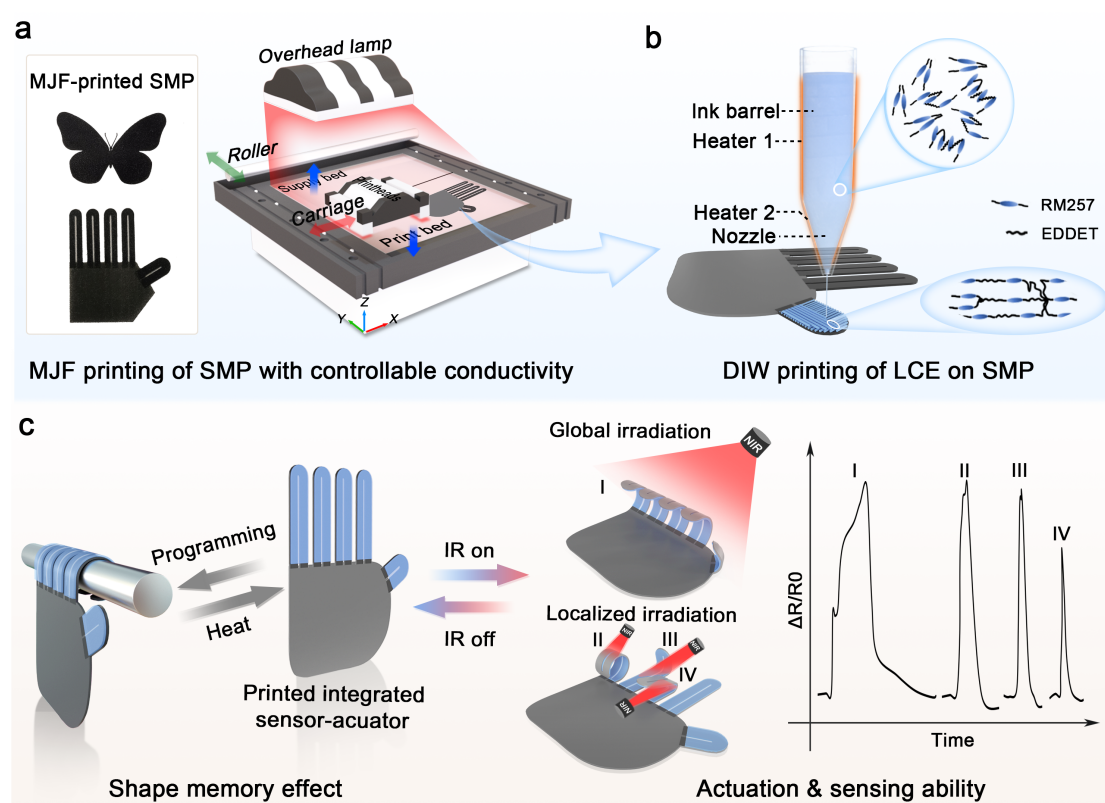 a
MJF-printed SMP
Overhead lamp
Roller
Supply bed
Printheads
Carriage
Print bed
Z
Y
X
MJF printing of SMP with controllable conductivity
b
Ink barrel
Heater 1
Heater 2
Nozzle
RM257
EDDET
DIW printing of LCE on SMP
c
Programming
Heat
Printed integrated
sensor-acuator
Shape memory effect
IR on
IR off
Global irradiation
NIR
I
Localized irradiation
II
NIR
III
NIR
IV
NIR
ΔR/R0
I
II
III
IV
Time
Actuation & sensing ability